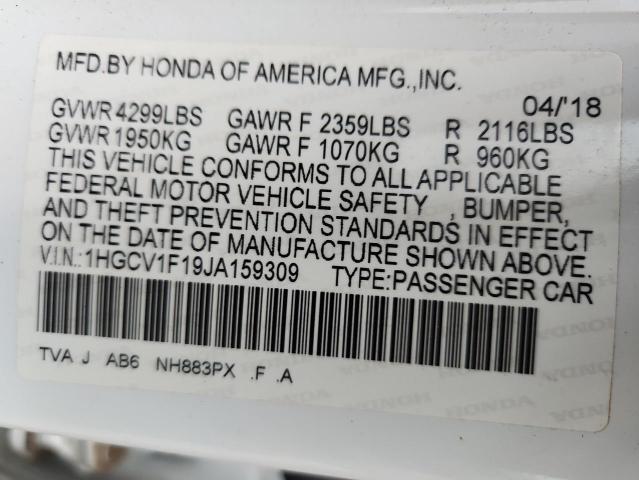 MFD.BY HONDA OF AMERICA MFG.,INC.
04/'18
GVWR 4299LBS GAWR F 2359LBS R 2116LBS
GVWR 1950KG GAWR F 1070KG R 960KG
THIS VEHICLE CONFORMS TO ALL APPLICABLE
FEDERAL MOTOR VEHICLE SAFETY , BUMPER,
AND THEFT PREVENTION STANDARDS IN EFFECT
ON THE DATE OF MANUFACTURE SHOWN ABOVE.
V.I.N.:1HGCV1F19JA159309 TYPE:PASSENGER CAR
TVA J AB6 NH883PX .F .A